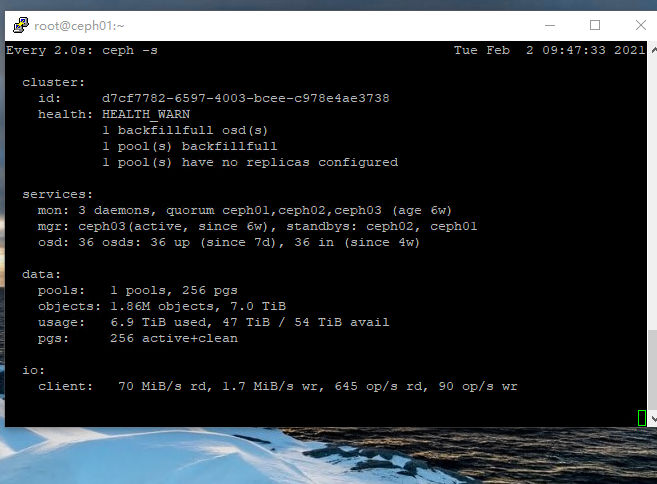 root@ceph01:~
Every 2.0s: ceph -s Tue Feb 2 09:47:33 2021
cluster:
id: d7cf7782-6597-4003-bcee-c978e4ae3738
health: HEALTH_WARN
1 backfillfull osd(s)
1 pool(s) backfillfull
1 pool(s) have no replicas configured
services:
mon: 3 daemons, quorum ceph01,ceph02,ceph03 (age 6w)
mgr: ceph03(active, since 6w), standbys: ceph02, ceph01
osd: 36 osds: 36 up (since 7d), 36 in (since 4w)
data:
pools: 1 pools, 256 pgs
objects: 1.86M objects, 7.0 TiB
usage: 6.9 TiB used, 47 TiB / 54 TiB avail
pgs: 256 active+clean
io:
client: 70 MiB/s rd, 1.7 MiB/s wr, 645 op/s rd, 90 op/s wr